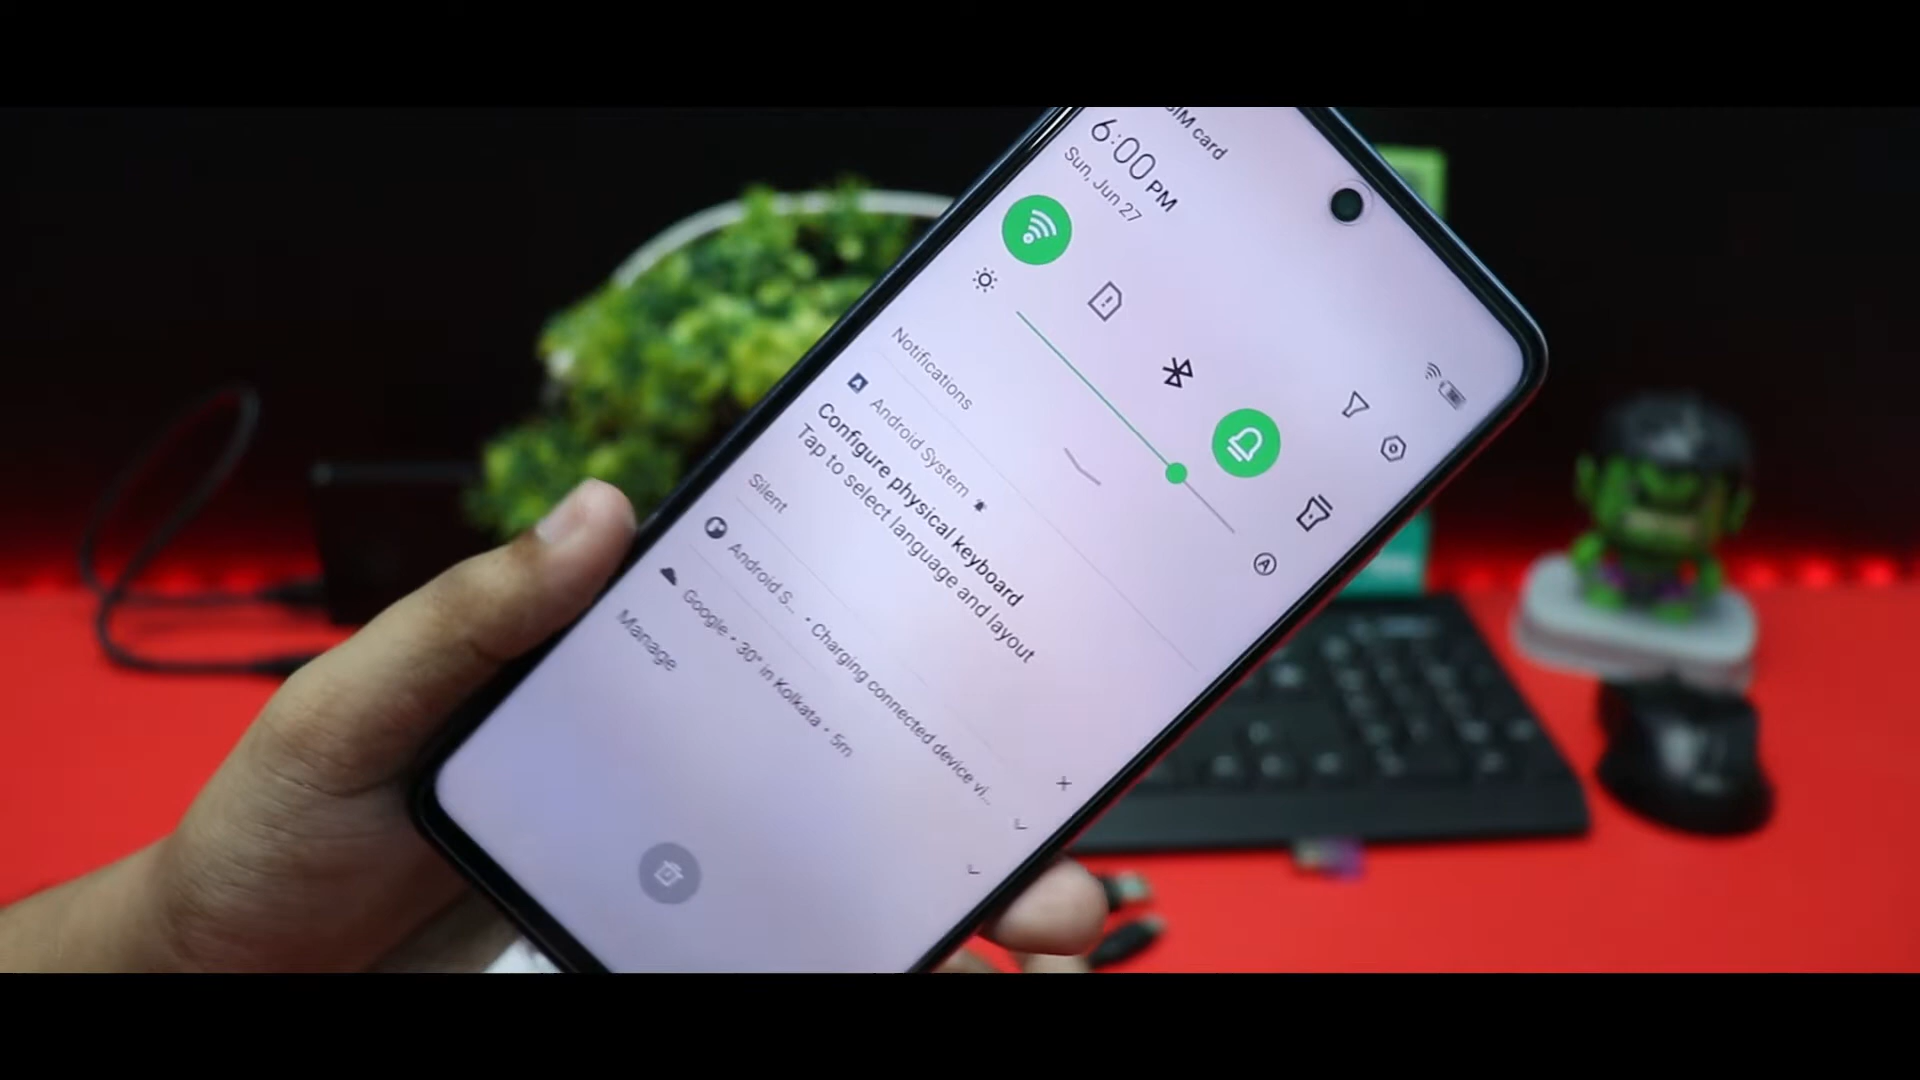 SIM card
6:00 PM
Sun, Jun 27
Notifications
Android System
Configure physical keyboard
Tap to select language and layout
Silent
Android S... • Charging connected device vi...
Google • 30° in Kolkata • 5m
Manage